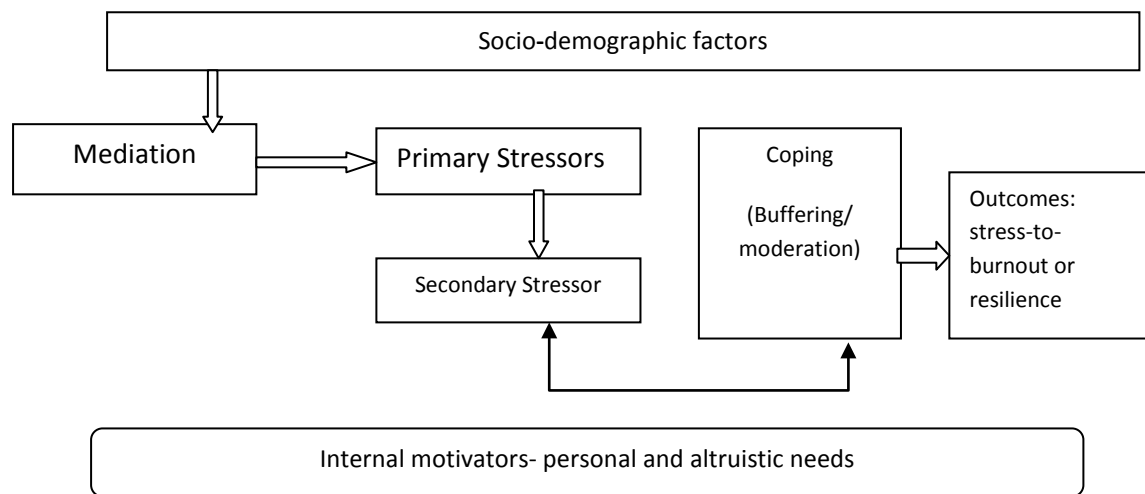 Socio-demographic factors
Mediation
Primary Stressors
Secondary Stressor
Coping
(Buffering/
moderation)
Outcomes:
stress-to-
burnout or
resilience
Internal motivators- personal and altruistic needs